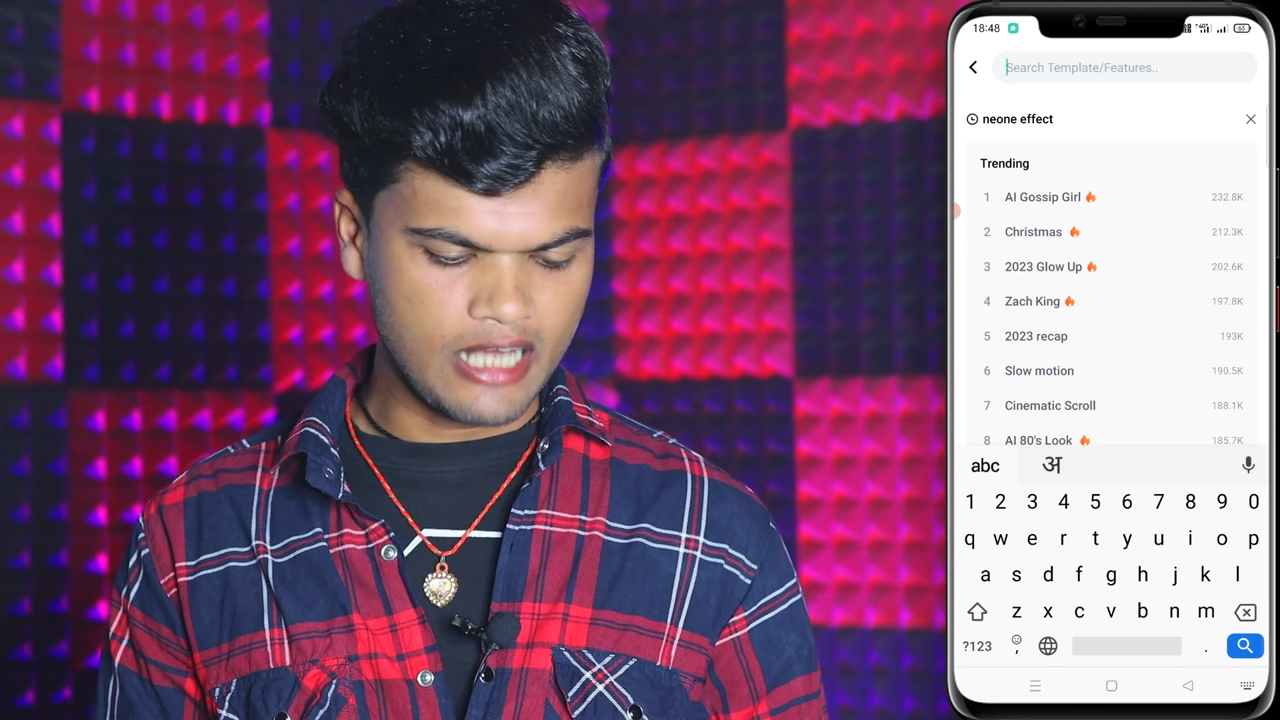 18:48
Search Template/Features..
neone effect
Trending
1 AI Gossip Girl 🔥 232.8K
2 Christmas 🔥 212.3K
3 2023 Glow Up 🔥 202.6K
4 Zach King 🔥 197.8K
5 2023 recap 193K
6 Slow motion 190.5K
7 Cinematic Scroll 188.1K
8 AI 80's Look 🔥 185.7K
abc अ
1 2 3 4 5 6 7 8 9 0
q w e r t y u i o p
a s d f g h j k l
z x c v b n m
?123 , .